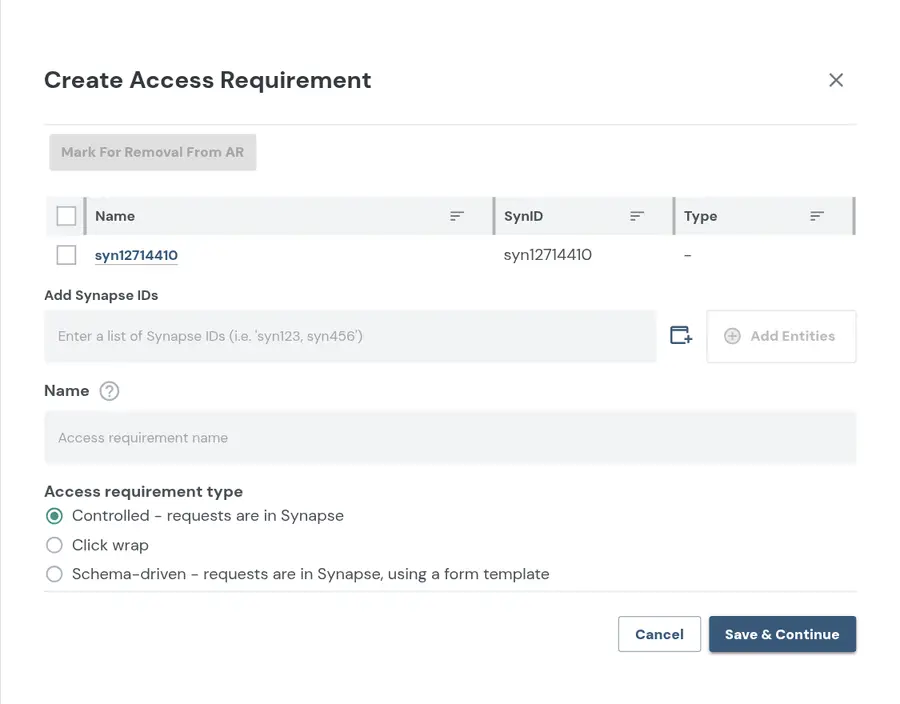 Create Access Requirement
Mark For Removal From AR
Name SynID Type
syn12714410 syn12714410 -
Add Synapse IDs
Enter a list of Synapse IDs (i.e. 'syn123, syn456') Add Entities
Name ?
Access requirement name
Access requirement type
Controlled - requests are in Synapse
Click wrap
Schema-driven - requests are in Synapse, using a form template
Cancel Save & Continue